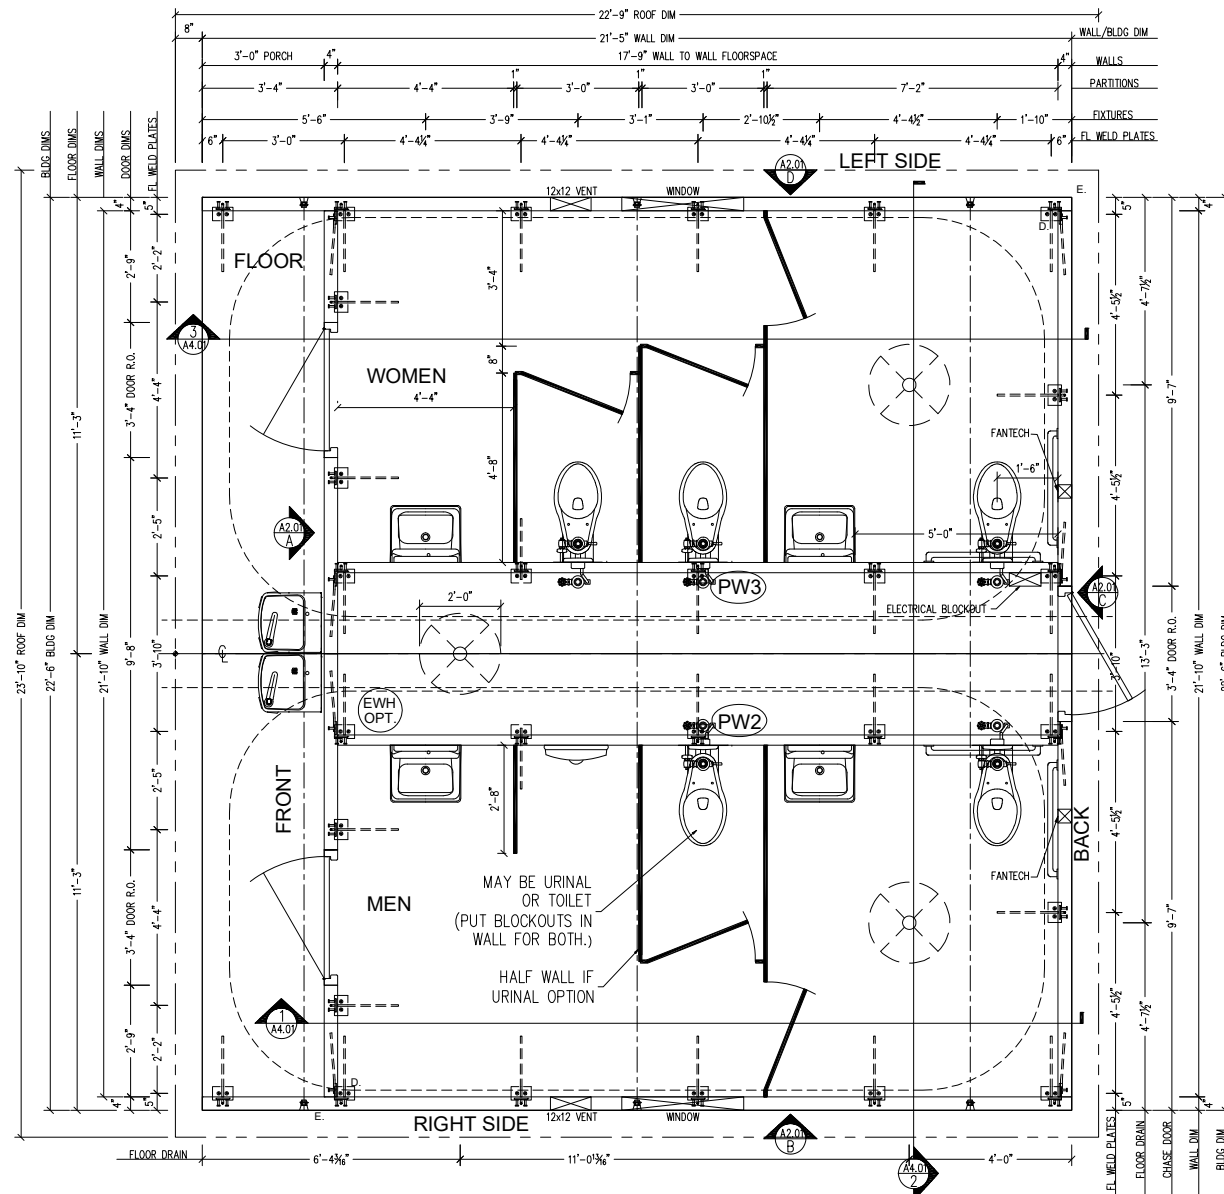 22'-9" ROOF DIM
8" 21'-5" WALL DIM WALL/BLDG DIM
3'-0" PORCH 4" 17'-9" WALL TO WALL FLOORSPACE 4" WALLS
3'-4" 4'-4" 1" 3'-0" 1" 3'-0" 1" 7'-2" PARTITIONS
5'-6" 3'-9" 3'-1" 2'-10½" 4'-4½" 1'-10" FIXTURES
6" 3'-0" 4'-4¼" 4'-4¼" 4'-4¼" 4'-4¼" 6" FL WELD PLATES
BLDG DIMS
FLOOR DIMS
WALL DIMS
DOOR DIMS
FL WELD PLATES
LEFT SIDE
A2.01
D
12x12 VENT
WINDOW
E.
D.
23'-10" ROOF DIM
22'-6" BLDG DIM
11'-3"
11'-3"
21'-10" WALL DIM
4"
2'-9"
3'-4" DOOR R.O.
9'-8"
3'-4" DOOR R.O.
2'-9"
4"
5"
2'-2"
4'-4"
2'-5"
3'-10"
2'-5"
4'-4"
2'-2"
5"
FLOOR
3
A4.01
WOMEN
4'-4"
3'-4"
8"
4'-8"
A2.01
A
FANTECH
1'-6"
5'-0"
ELECTRICAL BLOCKOUT
A2.01
C
PW3
2'-0"
CL
EWH
OPT.
PW2
FRONT
2'-8"
MEN
MAY BE URINAL
OR TOILET
(PUT BLOCKOUTS IN
WALL FOR BOTH.)
HALF WALL IF
URINAL OPTION
FANTECH
BACK
1
A4.01
D.
E.
RIGHT SIDE
12x12 VENT
WINDOW
A2.01
B
5"
4'-5½"
4'-5½"
4'-5½"
4'-5½"
5"
4'-7½"
13'-3"
4'-7½"
9'-7"
3'-4" DOOR R.O.
9'-7"
4"
21'-10" WALL DIM
4"
FL WELD PLATES
FLOOR DRAIN
CHASE DOOR
WALL DIM
BLDG DIM
FLOOR DRAIN 6'-4³⁄₁₆" 11'-0¹³⁄₁₆" 4'-0"
A4.01
2